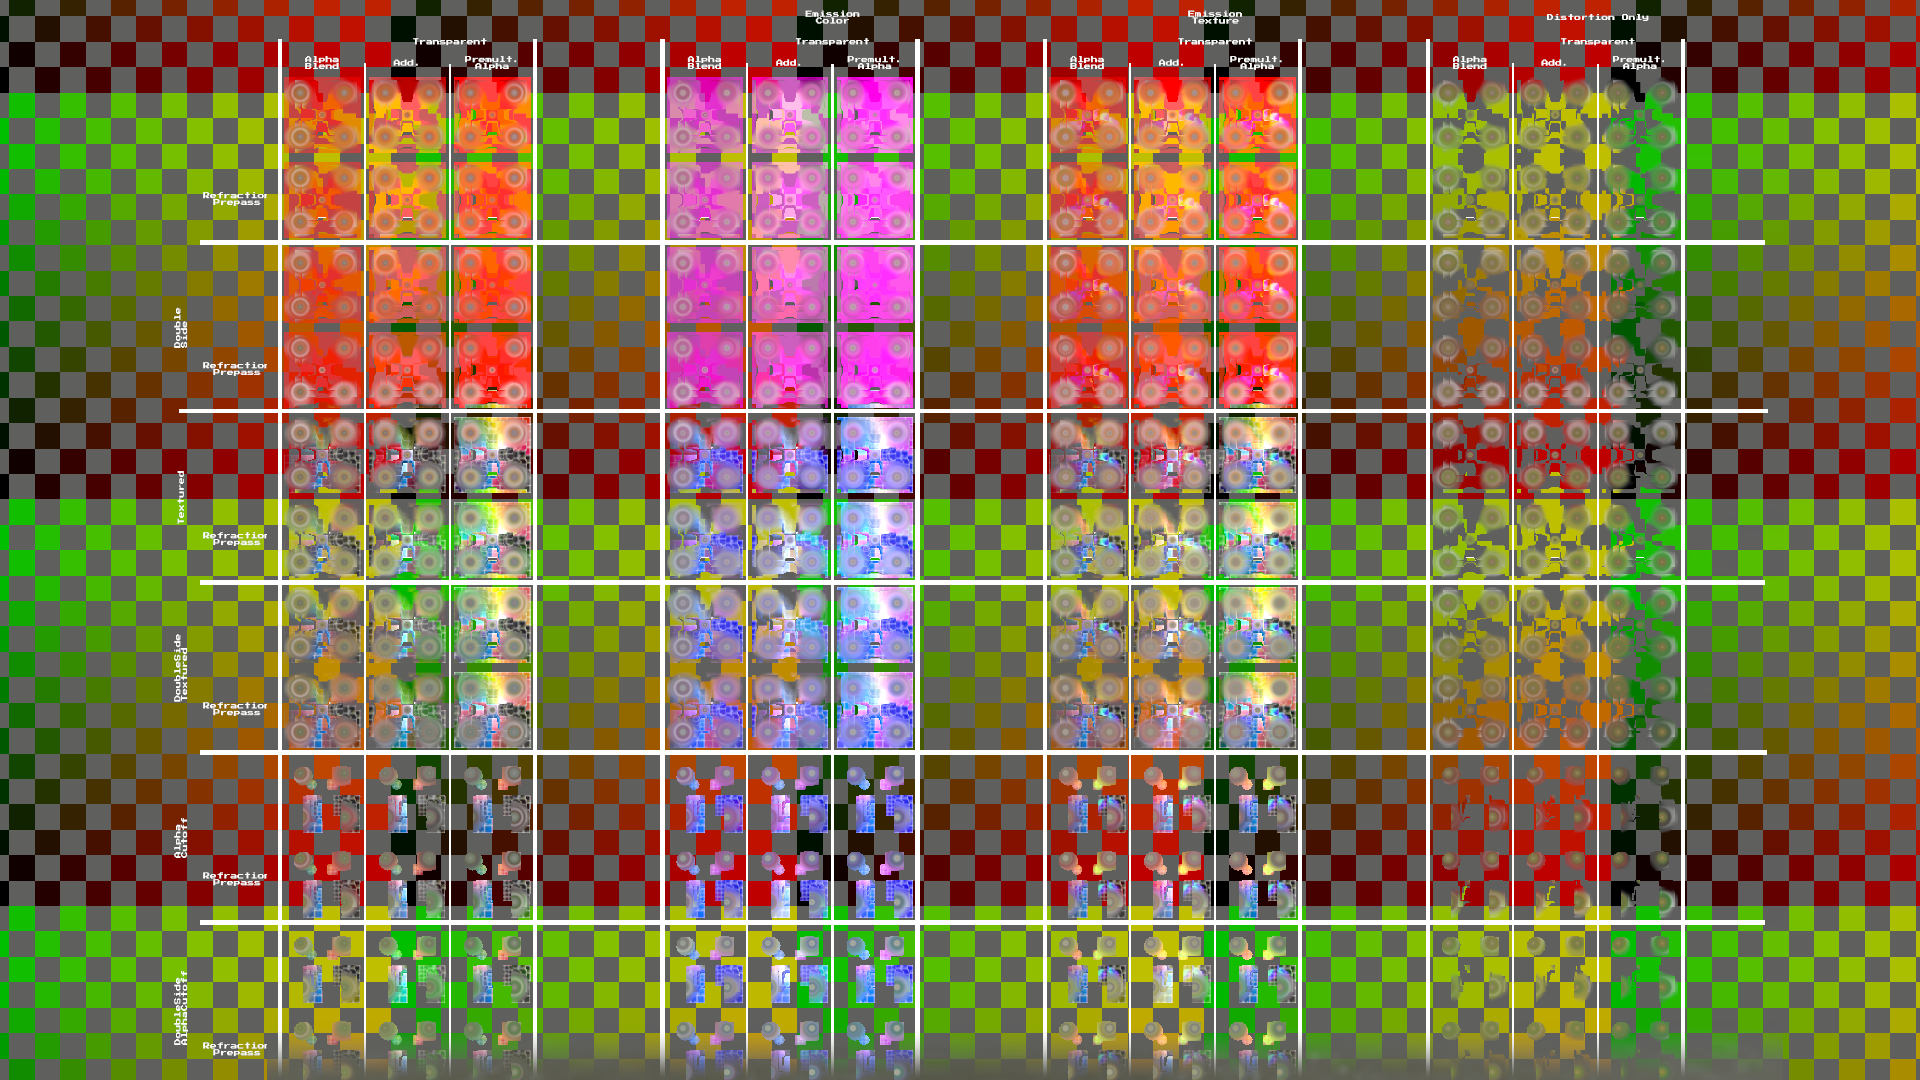 Emission
Color
Emission
Texture
Distortion Only
Transparent
Transparent
Transparent
Transparent
Alpha
Blend
Add.
Premult.
Alpha
Alpha
Blend
Add.
Premult.
Alpha
Alpha
Blend
Add.
Premult.
Alpha
Alpha
Blend
Add.
Premult.
Alpha
Refraction
Prepass
Double
Side
Refraction
Prepass
Textured
Refraction
Prepass
DoubleSide
Textured
Refraction
Prepass
Alpha
Cutoff
Refraction
Prepass
DoubleSide
AlphaCutoff
Refraction
Prepass